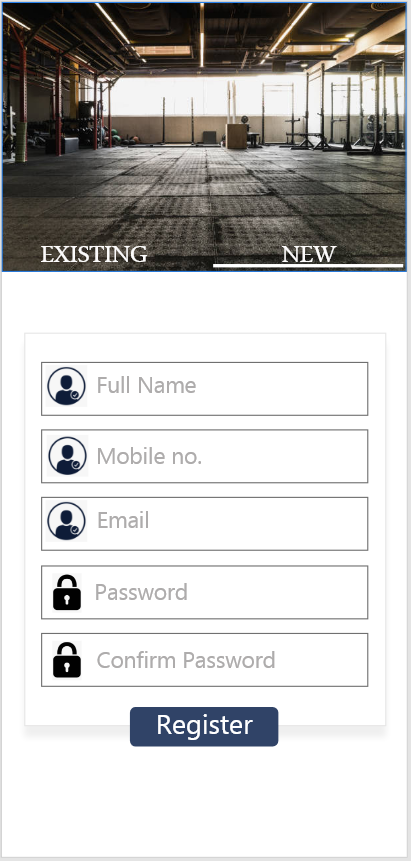 EXISTING NEW
Full Name
Mobile no.
Email
Password
Confirm Password
Register